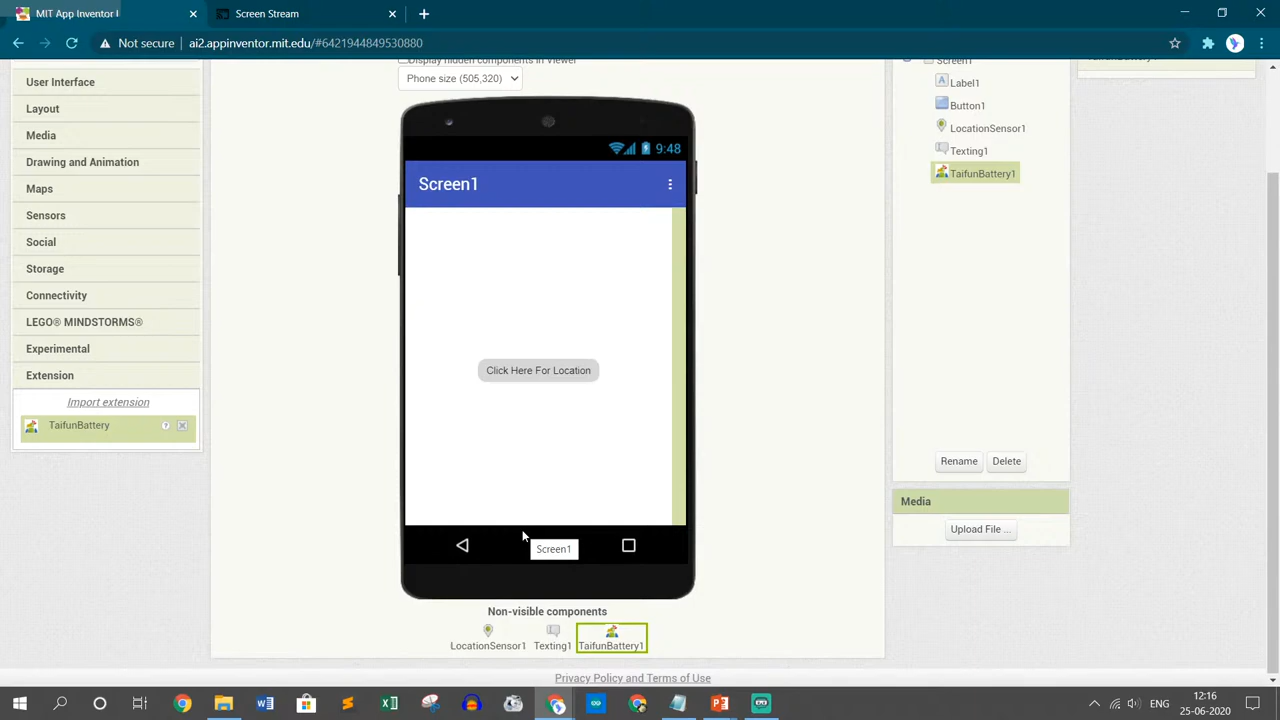 MIT App Inventor
Screen Stream
Not secure
ai2.appinventor.mit.edu/#6421944849530880
Display hidden components in Viewer
Phone size (505,320)
User Interface
Layout
Media
Drawing and Animation
Maps
Sensors
Social
Storage
Connectivity
LEGO® MINDSTORMS®
Experimental
Extension
Import extension
TaifunBattery
?
9:48
Screen1
Click Here For Location
Screen1
Non-visible components
LocationSensor1
Texting1
TaifunBattery1
Privacy Policy and Terms of Use
Screen1
A Label1
Button1
LocationSensor1
Texting1
TaifunBattery1
Rename
Delete
Media
Upload File ...
TaifunBattery1
ENG
12:16
25-06-2020